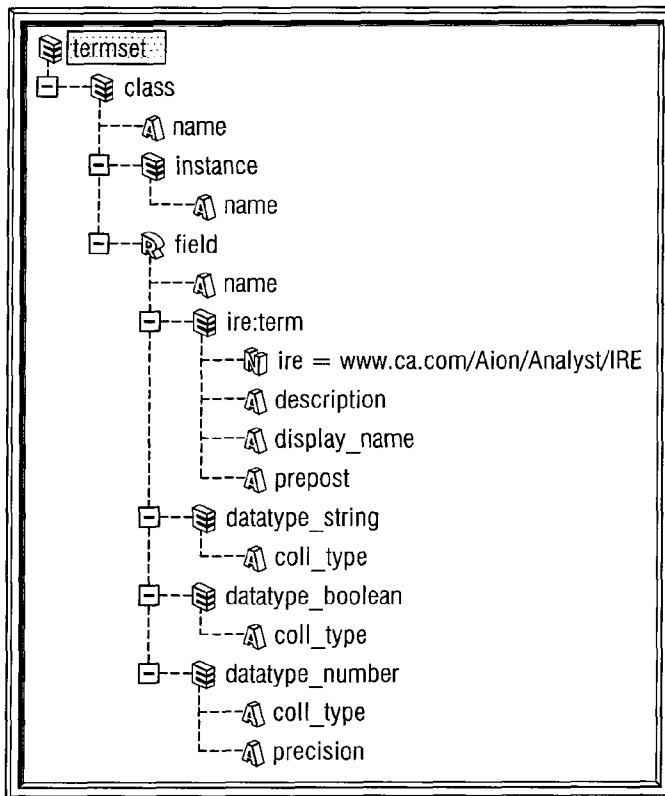 termset
class
name
instance
name
field
name
ire:term
ire = www.ca.com/Aion/Analyst/IRE
description
display_name
prepost
datatype_string
coll_type
datatype_boolean
coll_type
datatype_number
coll_type
precision